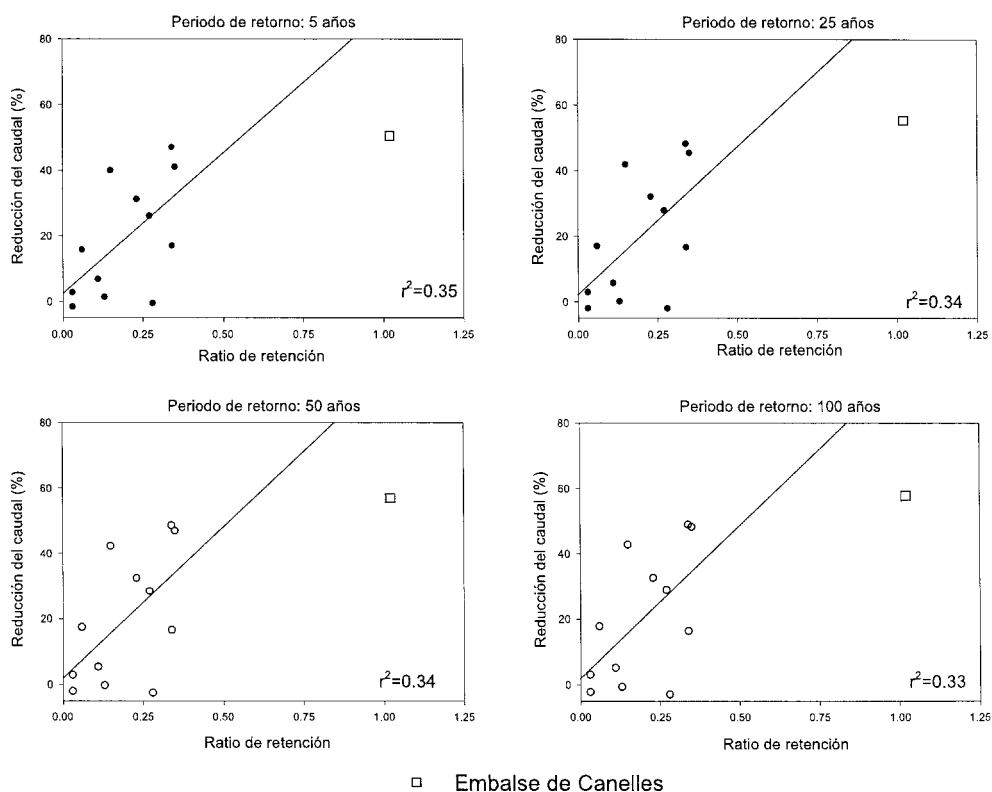 Periodo de retorno: 5 años
80
60
40
20
0
Reducción del caudal (%)
r²=0.35
0.00 0.25 0.50 0.75 1.00 1.25
Ratio de retención
Periodo de retorno: 25 años
80
60
40
20
0
Reducción del caudal (%)
r²=0.34
0.00 0.25 0.50 0.75 1.00 1.25
Ratio de retención
Periodo de retorno: 50 años
80
60
40
20
0
Reducción del caudal (%)
r²=0.34
0.00 0.25 0.50 0.75 1.00 1.25
Ratio de retención
Periodo de retorno: 100 años
80
60
40
20
0
Reducción del caudal (%)
r²=0.33
0.00 0.25 0.50 0.75 1.00 1.25
Ratio de retención
Embalse de Canelles